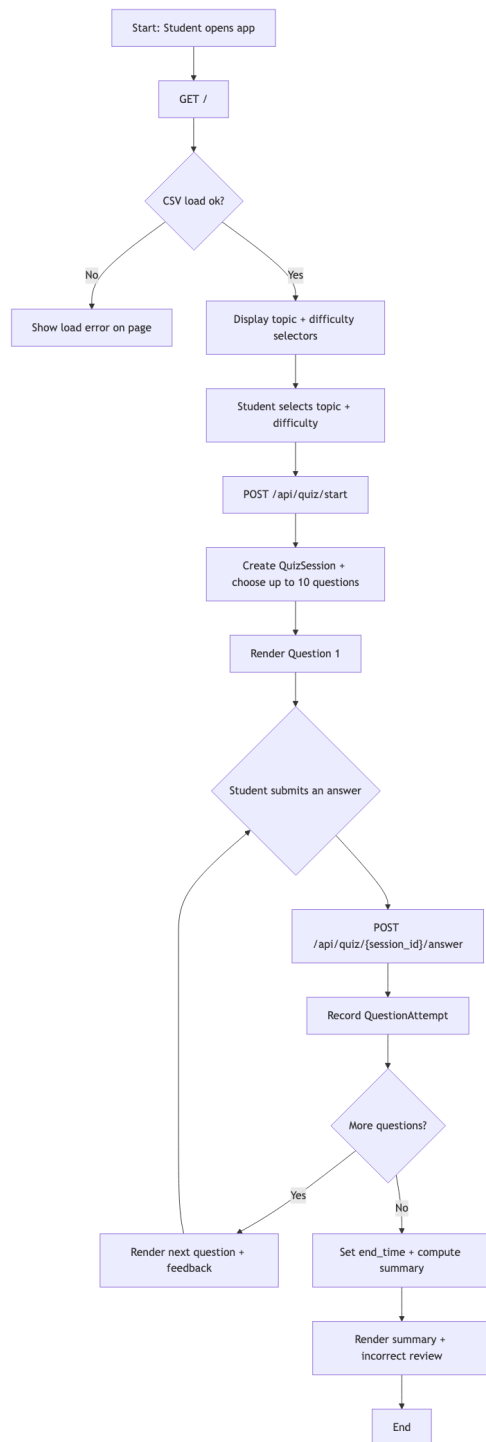 Start: Student opens app
GET /
CSV load ok?
No
Yes
Show load error on page
Display topic + difficulty
selectors
Student selects topic +
difficulty
POST /api/quiz/start
Create QuizSession +
choose up to 10 questions
Render Question 1
Student submits an answer
POST
/api/quiz/{session_id}/answer
Record QuestionAttempt
More questions?
Yes
No
Render next question +
feedback
Set end_time + compute
summary
Render summary +
incorrect review
End